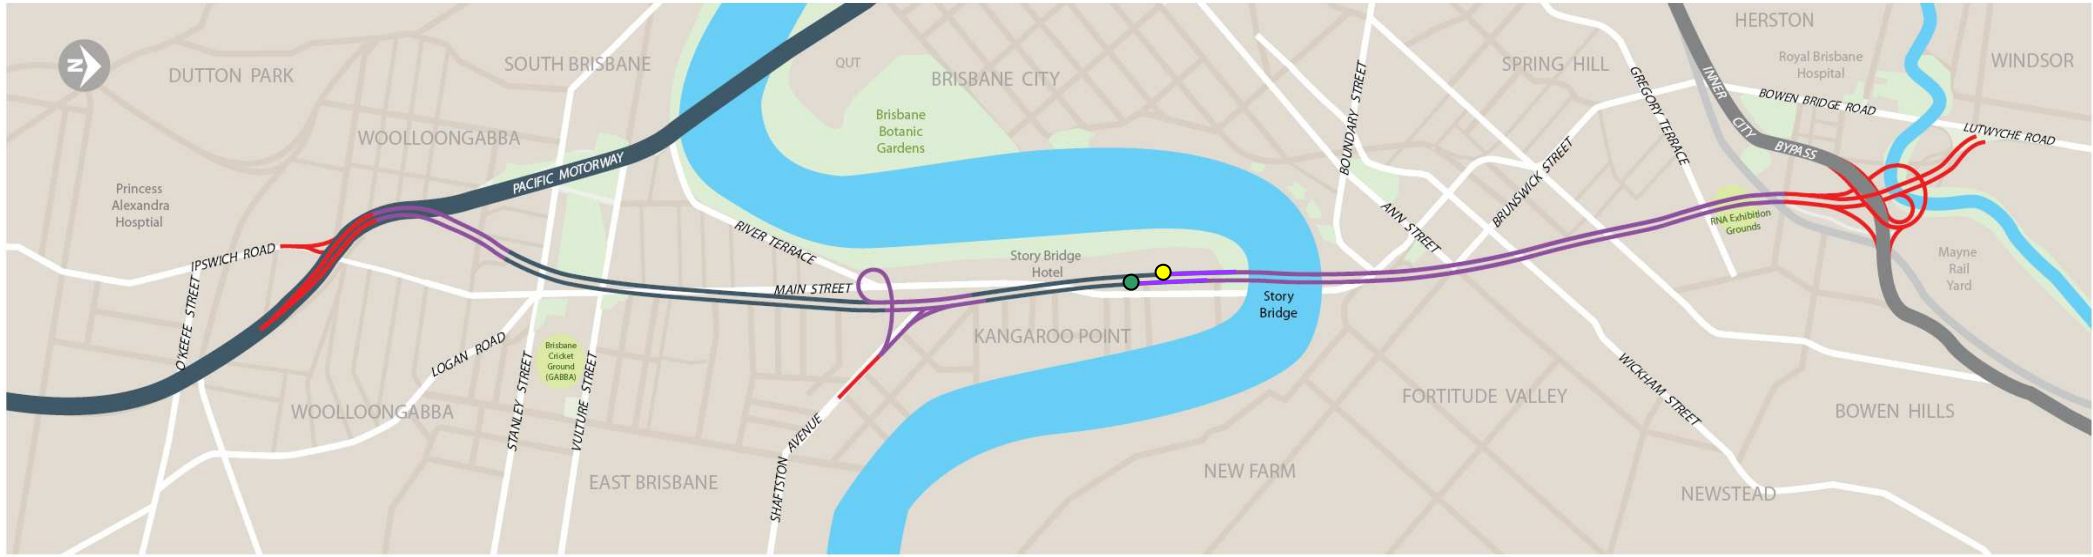 N
DUTTON PARK
SOUTH BRISBANE
QUT
BRISBANE CITY
SPRING HILL
HERSTON
Royal Brisbane
Hospital
WINDSOR
WOOLLOONGABBA
Brisbane
Botanic
Gardens
BOUNDARY STREET
GREGORY TERRACE
INNER
CITY
BYPASS
BOWEN BRIDGE ROAD
LUTWYCHE ROAD
PACIFIC MOTORWAY
Princess
Alexandra
Hosptial
IPSWICH ROAD
RIVER TERRACE
ANN STREET
BRUNSWICK STREET
RNA Exhibition
Grounds
Story Bridge
Hotel
MAIN STREET
Mayne
Rail
Yard
O'KEEFE STREET
Story
Bridge
KANGAROO POINT
LOGAN ROAD
Brisbane
Cricket
Ground
(GABBA)
STANLEY STREET
VULTURE STREET
WICKHAM STREET
FORTITUDE VALLEY
WOOLLOONGABBA
BOWEN HILLS
SHAFTSTON AVENUE
EAST BRISBANE
NEW FARM
NEWSTEAD